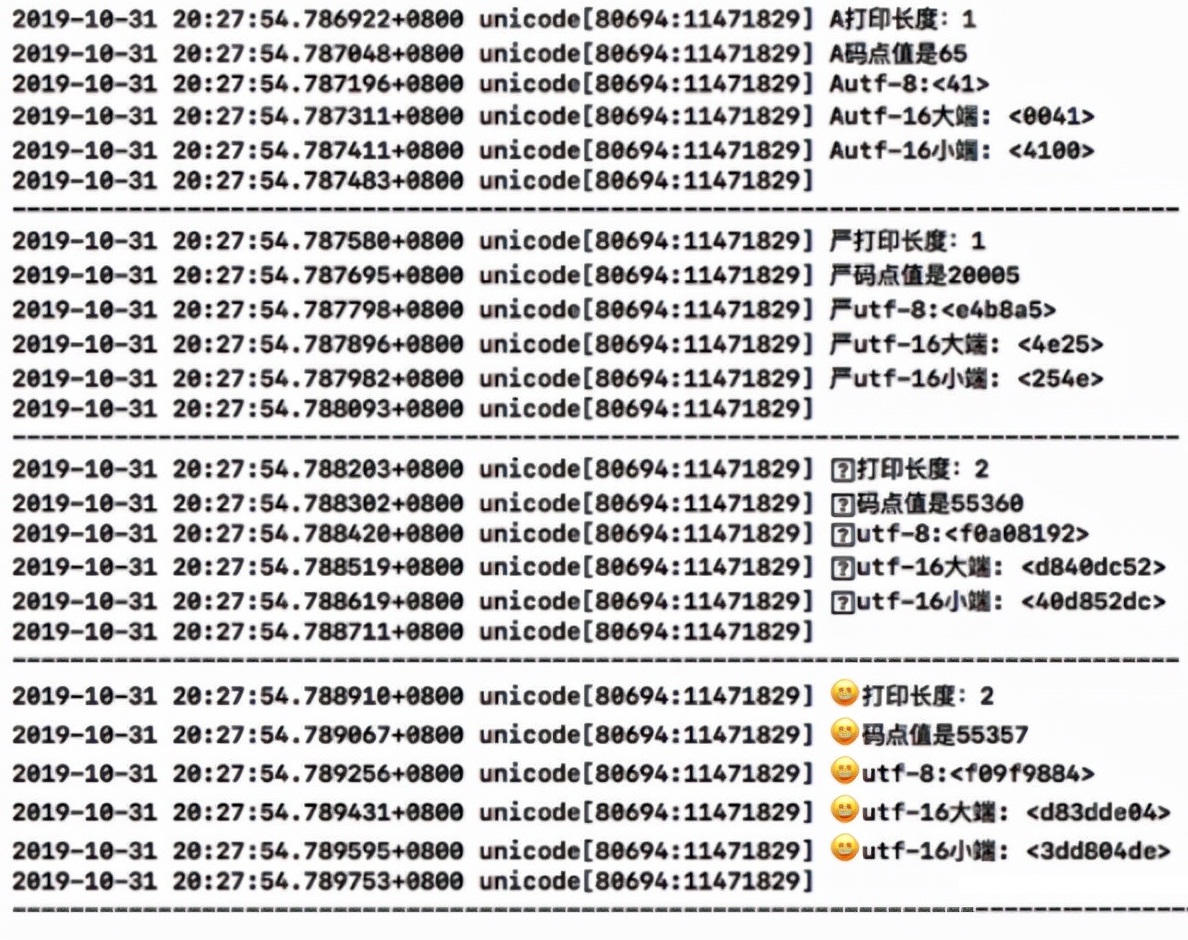 2019-10-31 20:27:54.786922+0800 unicode[80694:11471829] A打印长度：1
2019-10-31 20:27:54.787048+0800 unicode[80694:11471829] A码点值是65
2019-10-31 20:27:54.787196+0800 unicode[80694:11471829] Autf-8:<41>
2019-10-31 20:27:54.787311+0800 unicode[80694:11471829] Autf-16大端: <0041>
2019-10-31 20:27:54.787411+0800 unicode[80694:11471829] Autf-16小端: <4100>
2019-10-31 20:27:54.787483+0800 unicode[80694:11471829]
--------------------------------------------------------------------------------
2019-10-31 20:27:54.787580+0800 unicode[80694:11471829] 严打印长度：1
2019-10-31 20:27:54.787695+0800 unicode[80694:11471829] 严码点值是20005
2019-10-31 20:27:54.787798+0800 unicode[80694:11471829] 严utf-8:<e4b8a5>
2019-10-31 20:27:54.787896+0800 unicode[80694:11471829] 严utf-16大端: <4e25>
2019-10-31 20:27:54.787982+0800 unicode[80694:11471829] 严utf-16小端: <254e>
2019-10-31 20:27:54.788093+0800 unicode[80694:11471829]
--------------------------------------------------------------------------------
2019-10-31 20:27:54.788203+0800 unicode[80694:11471829] ⍰打印长度：2
2019-10-31 20:27:54.788302+0800 unicode[80694:11471829] ⍰码点值是55360
2019-10-31 20:27:54.788420+0800 unicode[80694:11471829] ⍰utf-8:<f0a08192>
2019-10-31 20:27:54.788519+0800 unicode[80694:11471829] ⍰utf-16大端: <d840dc52>
2019-10-31 20:27:54.788619+0800 unicode[80694:11471829] ⍰utf-16小端: <40d852dc>
2019-10-31 20:27:54.788711+0800 unicode[80694:11471829]
--------------------------------------------------------------------------------
2019-10-31 20:27:54.788910+0800 unicode[80694:11471829] 😄打印长度：2
2019-10-31 20:27:54.789067+0800 unicode[80694:11471829] 😄码点值是55357
2019-10-31 20:27:54.789256+0800 unicode[80694:11471829] 😄utf-8:<f09f9884>
2019-10-31 20:27:54.789431+0800 unicode[80694:11471829] 😄utf-16大端: <d83dde04>
2019-10-31 20:27:54.789595+0800 unicode[80694:11471829] 😄utf-16小端: <3dd804de>
2019-10-31 20:27:54.789753+0800 unicode[80694:11471829]
--------------------------------------------------------------------------------